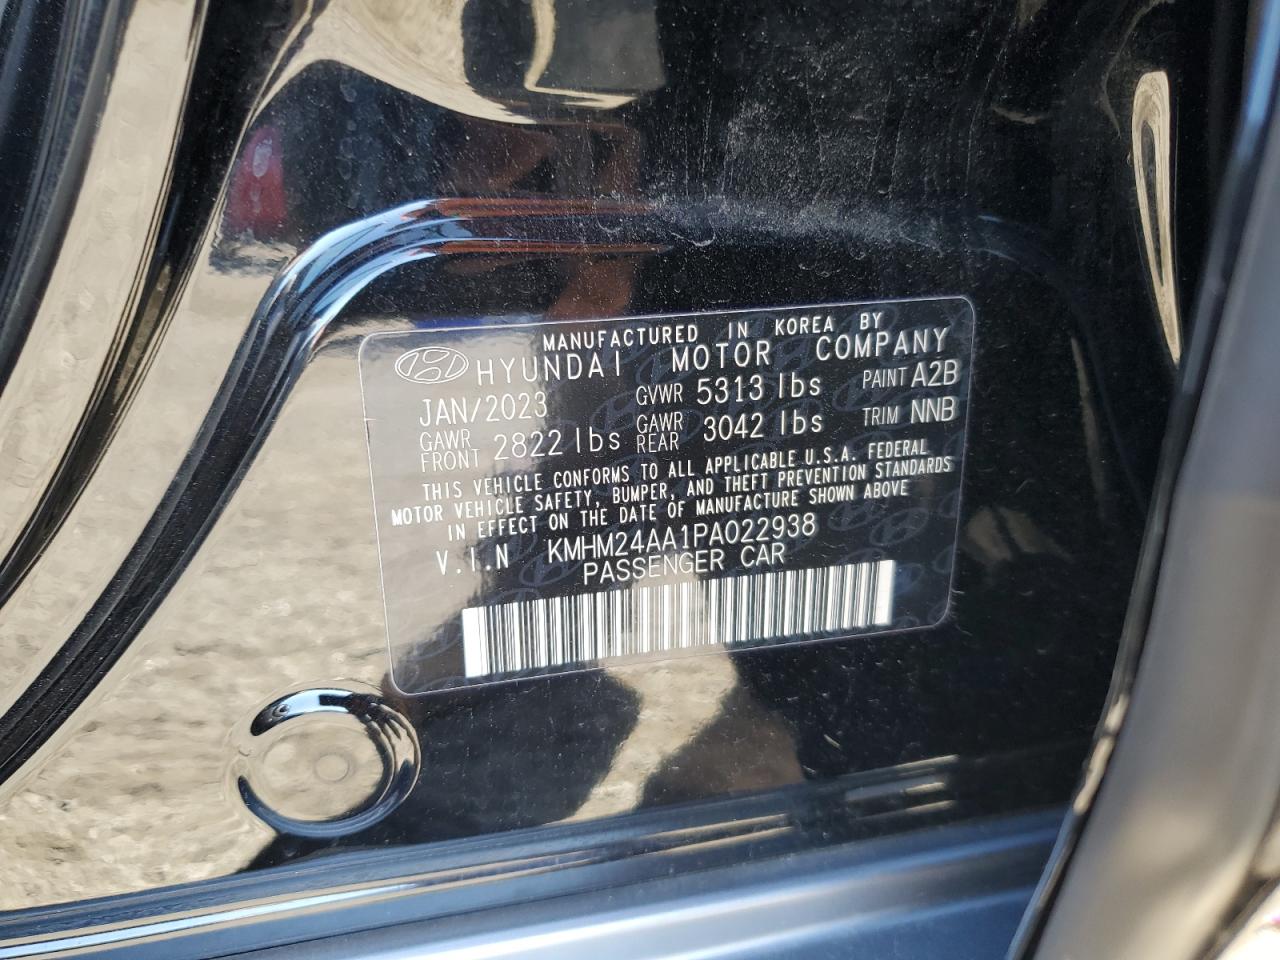 MANUFACTURED IN KOREA BY
HYUNDAI MOTOR COMPANY
JAN/2023 GVWR 5313 lbs PAINT A2B
GAWR FRONT 2822 lbs GAWR REAR 3042 lbs TRIM NNB
THIS VEHICLE CONFORMS TO ALL APPLICABLE U.S.A. FEDERAL
MOTOR VEHICLE SAFETY, BUMPER, AND THEFT PREVENTION STANDARDS
IN EFFECT ON THE DATE OF MANUFACTURE SHOWN ABOVE
V.I.N KMHM24AA1PA022938
PASSENGER CAR